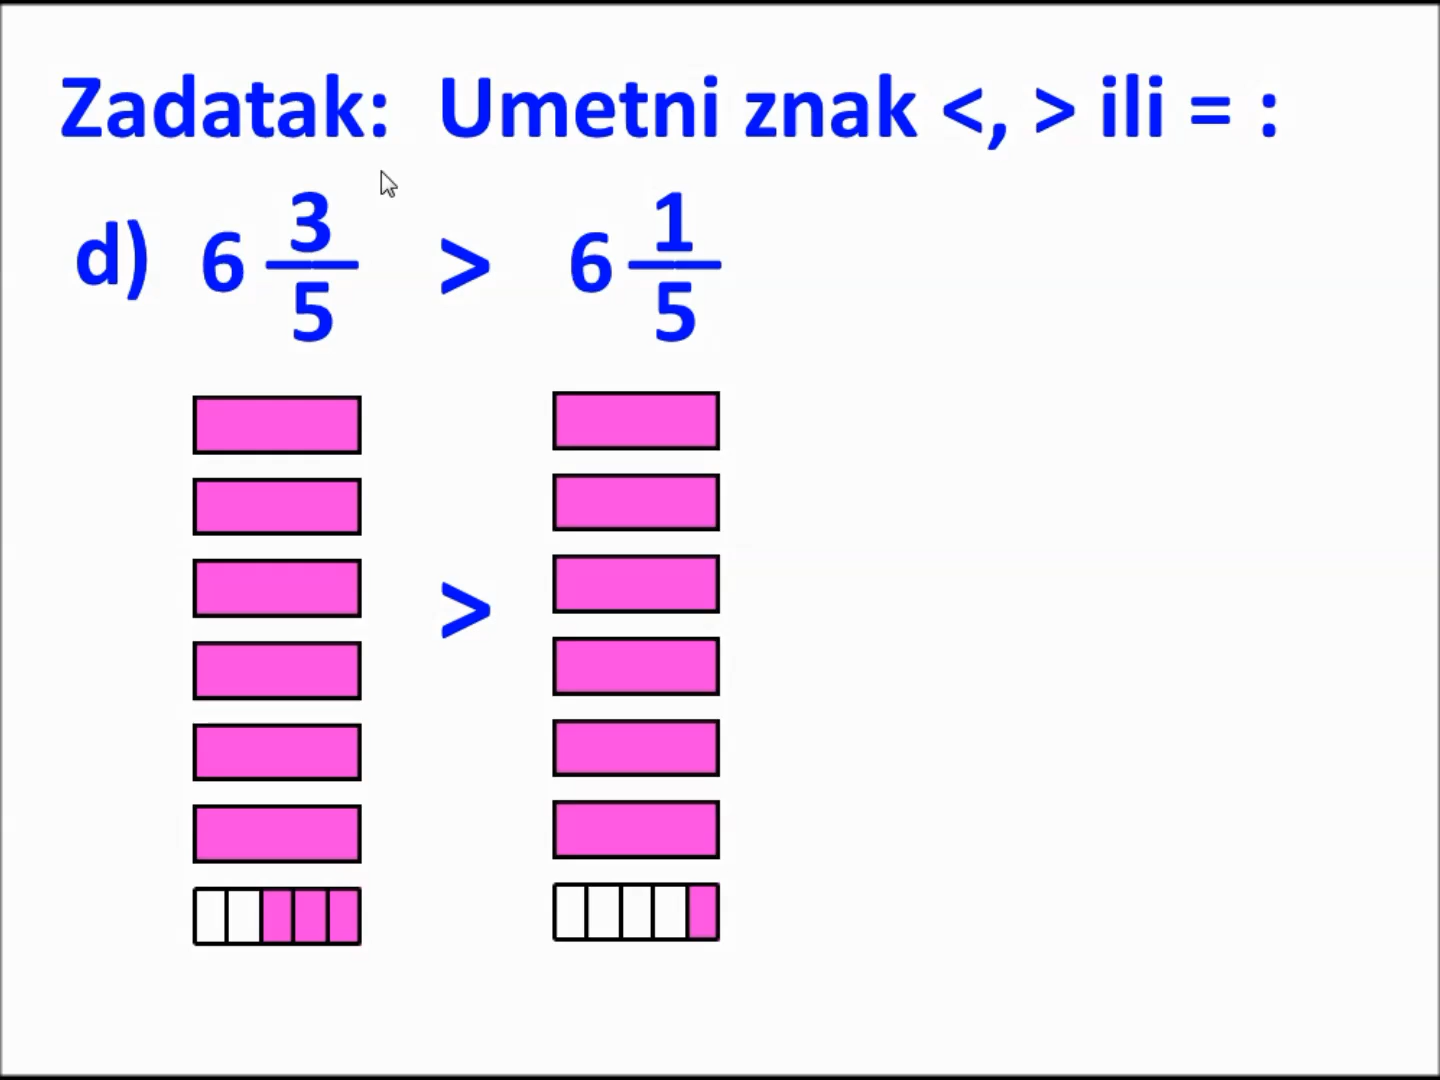 Zadatak: Umetni znak <, > ili = :
d) 6 3/5 > 6 1/5
>